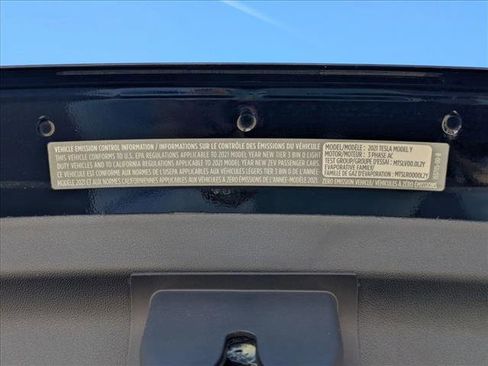 VEHICLE EMISSION CONTROL INFORMATION / INFORMATIONS SUR LE CONTRÔLE DES ÉMISSIONS DU VÉHICULE
THIS VEHICLE CONFORMS TO U.S. EPA REGULATIONS APPLICABLE TO 2021 MODEL YEAR NEW TIER 3 BIN 0 LIGHT
DUTY VEHICLES AND TO CALIFORNIA REGULATIONS APPLICABLE TO 2021 MODEL YEAR NEW ZEV PASSENGER CARS.
CE VÉHICULE EST CONFORME AUX NORMES DE L'USEPA APPLICABLES AUX VÉHICULES LÉGERS TIER 3 BIN 0 DE L'ANNÉE-
MODÈLE 2021 ET AUX NORMES CALIFORNIENNES APPLICABLES AUX VÉHICULES À ZÉRO ÉMISSIONS DE L'ANNÉE-MODÈLE 2021.
MODEL/MODÈLE: 2021 TESLA MODEL Y
MOTOR/MOTEUR: 3 PHASE AC
TEST GROUP/GROUPE D'ESSAI: MTSLV00.0L2Y
EVAPORATIVE FAMILY/
FAMILLE DE GAZ D'ÉVAPORATION: MTSLR0000L2Y
ZERO EMISSION VEHICLE/ VÉHICULES À ZÉRO ÉMISSIONS